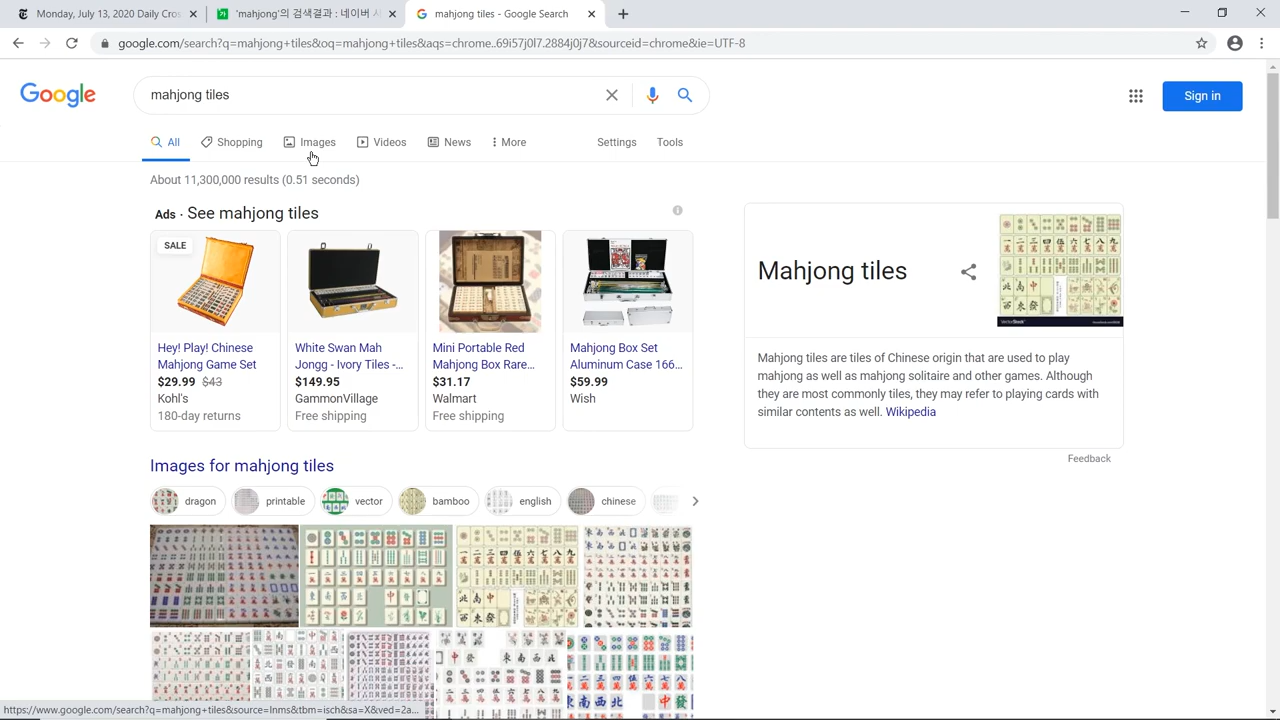 Monday, July 13, 2020 Daily Cro
'mahjong'의 검색결과 : 네이버 사
mahjong tiles - Google Search
google.com/search?q=mahjong+tiles&oq=mahjong+tiles&aqs=chrome..69i57j0l7.2884j0j7&sourceid=chrome&ie=UTF-8
Google
mahjong tiles
Sign in
All
Shopping
Images
Videos
News
More
Settings
Tools
About 11,300,000 results (0.51 seconds)
Ads · See mahjong tiles
SALE
Hey! Play! Chinese
Mahjong Game Set
$29.99 $43
Kohl's
180-day returns
White Swan Mah
Jongg - Ivory Tiles -...
$149.95
GammonVillage
Free shipping
Mini Portable Red
Mahjong Box Rare...
$31.17
Walmart
Free shipping
Mahjong Box Set
Aluminum Case 166...
$59.99
Wish
Mahjong tiles
Mahjong tiles are tiles of Chinese origin that are used to play
mahjong as well as mahjong solitaire and other games. Although
they are most commonly tiles, they may refer to playing cards with
similar contents as well. Wikipedia
Feedback
Images for mahjong tiles
dragon
printable
vector
bamboo
english
chinese
https://www.google.com/search?q=mahjong+tiles&source=lnms&tbm=isch&sa=X&ved=2a...